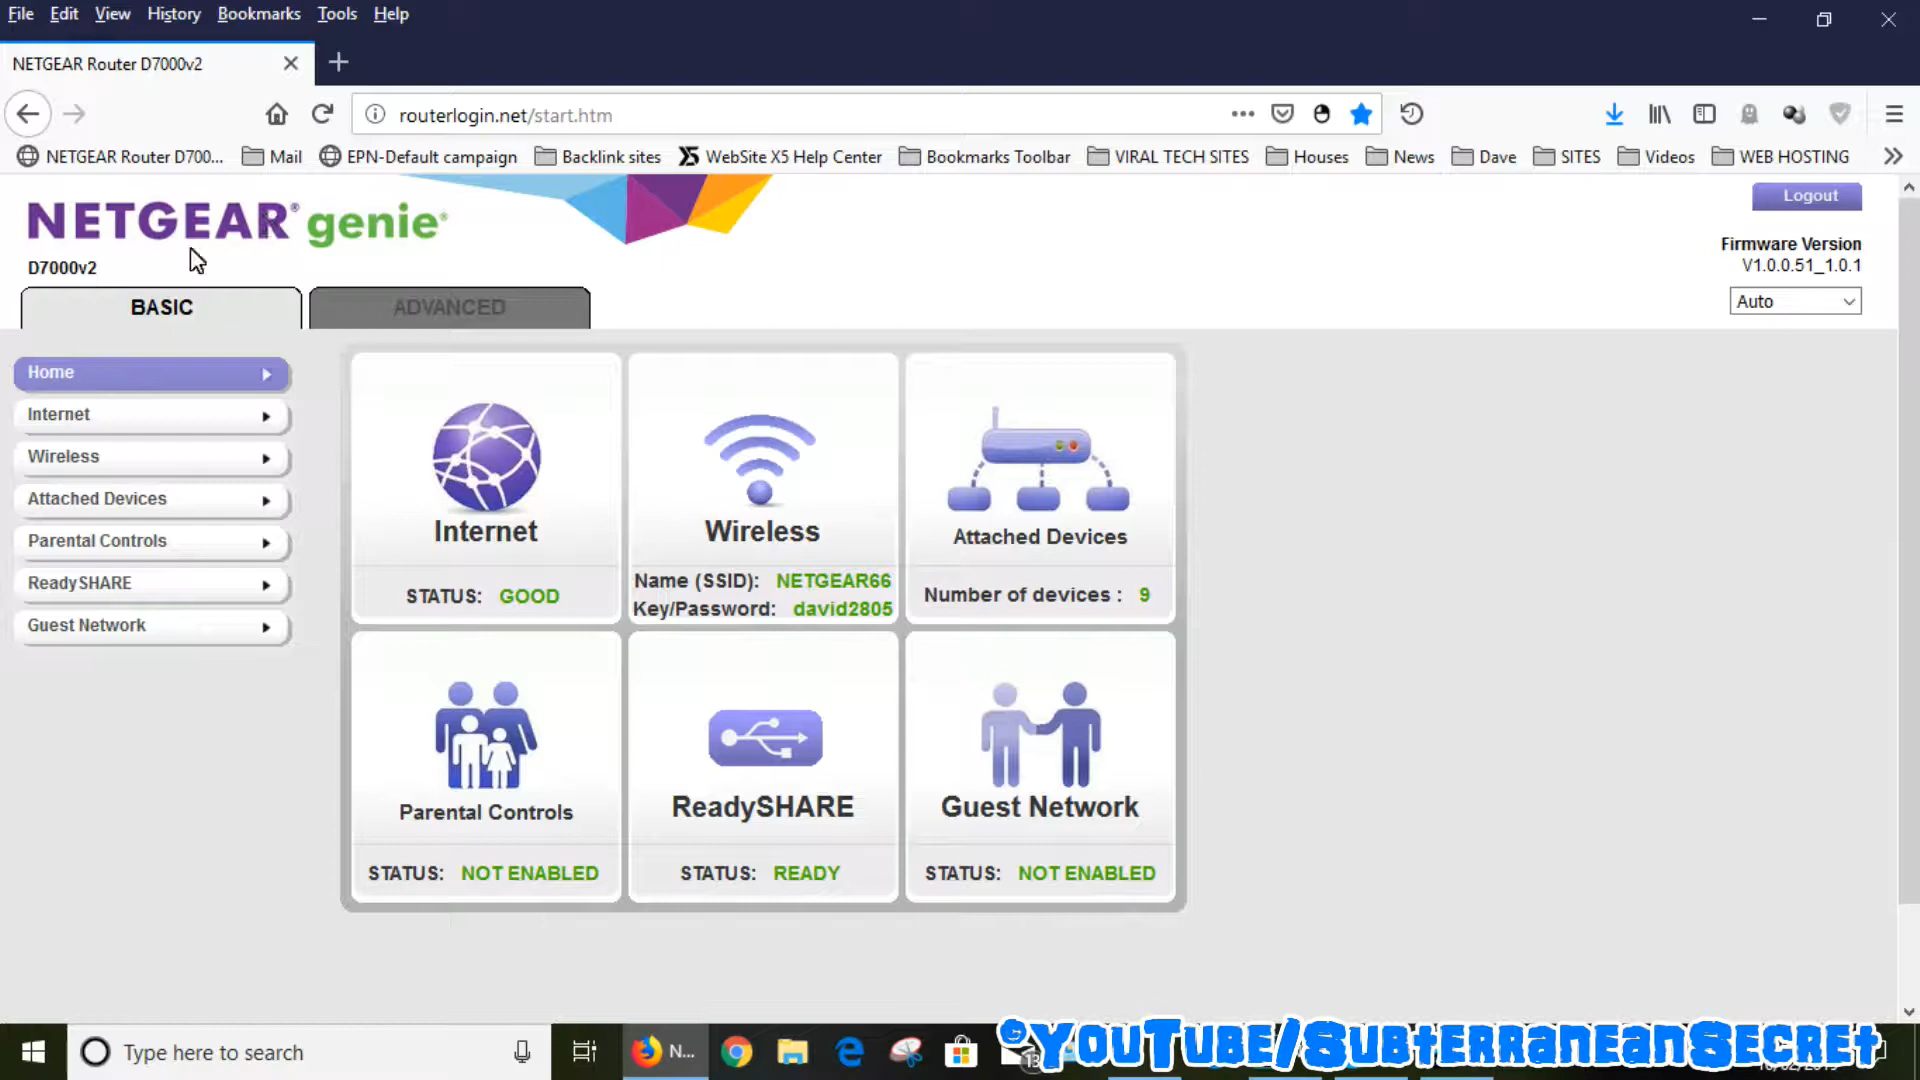 File Edit View History Bookmarks Tools Help
NETGEAR Router D7000v2
routerlogin.net/start.htm
NETGEAR Router D700... Mail EPN-Default campaign Backlink sites WebSite X5 Help Center Bookmarks Toolbar VIRAL TECH SITES Houses News Dave SITES Videos WEB HOSTING
NETGEAR® genie®
Logout
Firmware Version
V1.0.0.51_1.0.1
D7000v2
Auto
BASIC ADVANCED
Home
Internet
Wireless
Attached Devices
Parental Controls
ReadySHARE
Guest Network
Internet
STATUS: GOOD
Wireless
Name (SSID): NETGEAR66
Key/Password: david2805
Attached Devices
Number of devices : 9
Parental Controls
STATUS: NOT ENABLED
ReadySHARE
STATUS: READY
Guest Network
STATUS: NOT ENABLED
Type here to search
N...
13
©YouTube/SubterraneanSecret